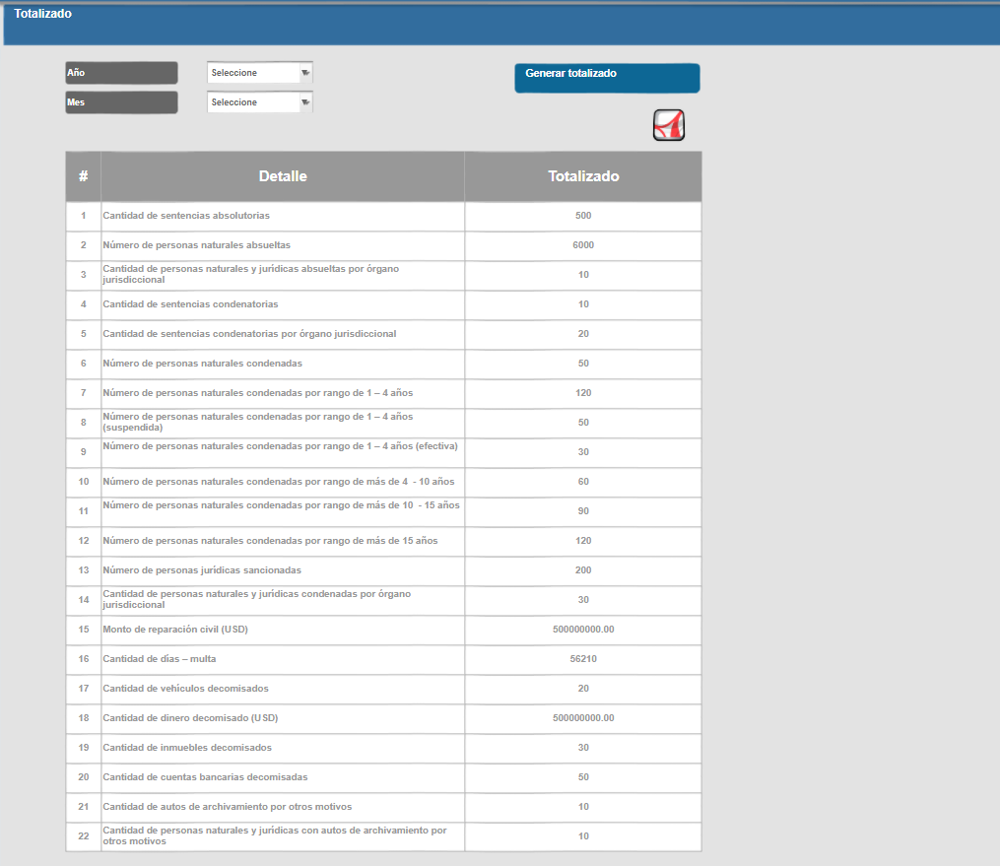 Totalizado
Año Seleccione Generar totalizado
Mes Seleccione
# Detalle Totalizado
1 Cantidad de sentencias absolutorias 500
2 Número de personas naturales absueltas 6000
3 Cantidad de personas naturales y jurídicas absueltas por órgano
jurisdiccional 10
4 Cantidad de sentencias condenatorias 10
5 Cantidad de sentencias condenatorias por órgano jurisdiccional 20
6 Número de personas naturales condenadas 50
7 Número de personas naturales condenadas por rango de 1 – 4 años 120
8 Número de personas naturales condenadas por rango de 1 – 4 años
(suspendida) 50
9 Número de personas naturales condenadas por rango de 1 – 4 años (efectiva) 30
10 Número de personas naturales condenadas por rango de más de 4 - 10 años 60
11 Número de personas naturales condenadas por rango de más de 10 - 15 años 90
12 Número de personas naturales condenadas por rango de más de 15 años 120
13 Número de personas jurídicas sancionadas 200
14 Cantidad de personas naturales y jurídicas condenadas por órgano
jurisdiccional 30
15 Monto de reparación civil (USD) 500000000.00
16 Cantidad de días – multa 56210
17 Cantidad de vehículos decomisados 20
18 Cantidad de dinero decomisado (USD) 500000000.00
19 Cantidad de inmuebles decomisados 30
20 Cantidad de cuentas bancarias decomisadas 50
21 Cantidad de autos de archivamiento por otros motivos 10
22 Cantidad de personas naturales y jurídicas con autos de archivamiento por
otros motivos 10